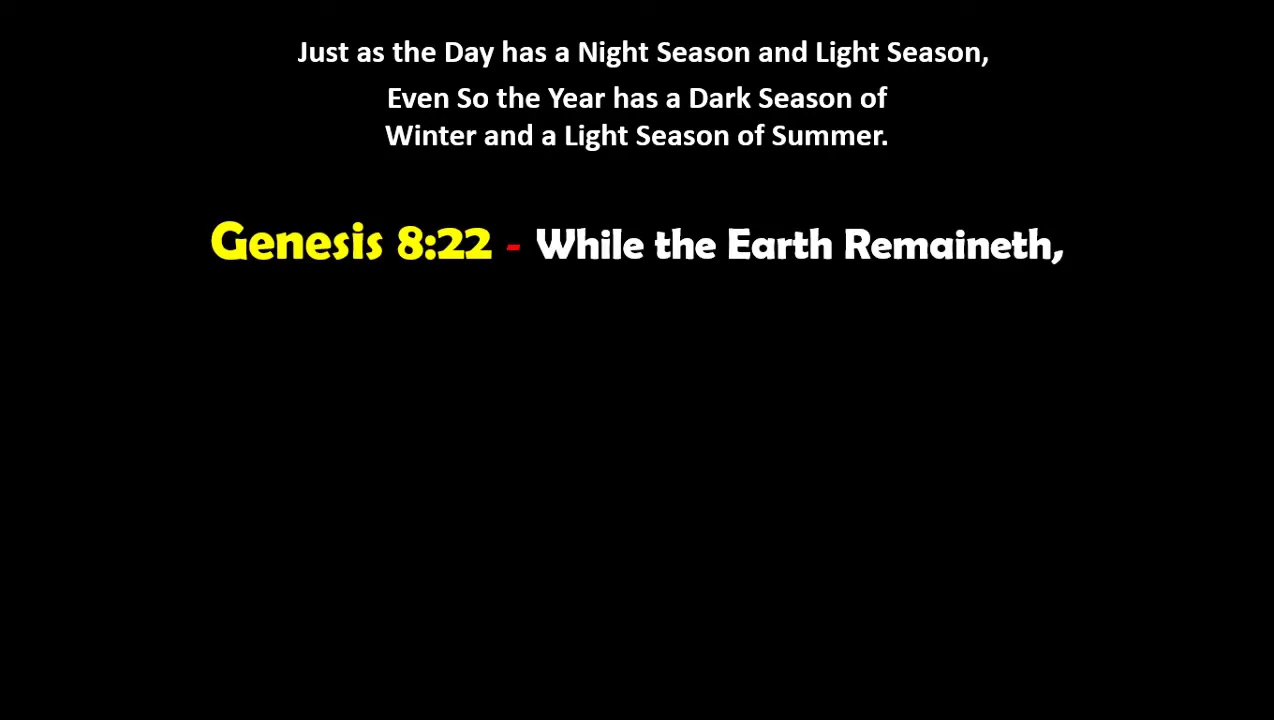 Just as the Day has a Night Season and Light Season,
Even So the Year has a Dark Season of
Winter and a Light Season of Summer.
Genesis 8:22 - While the Earth Remaineth,